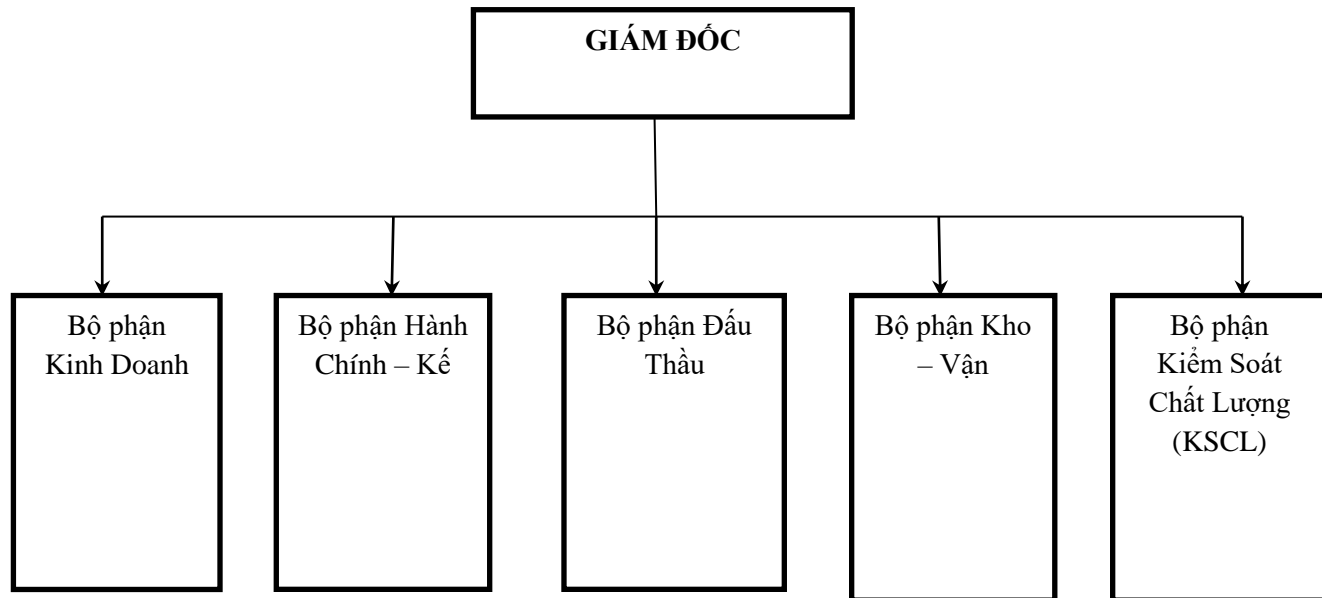 GIÁM ĐỐC
Bộ phận
Kinh Doanh
Bộ phận Hành
Chính – Kế
Bộ phận Đấu
Thầu
Bộ phận Kho
– Vận
Bộ phận
Kiểm Soát
Chất Lượng
(KSCL)